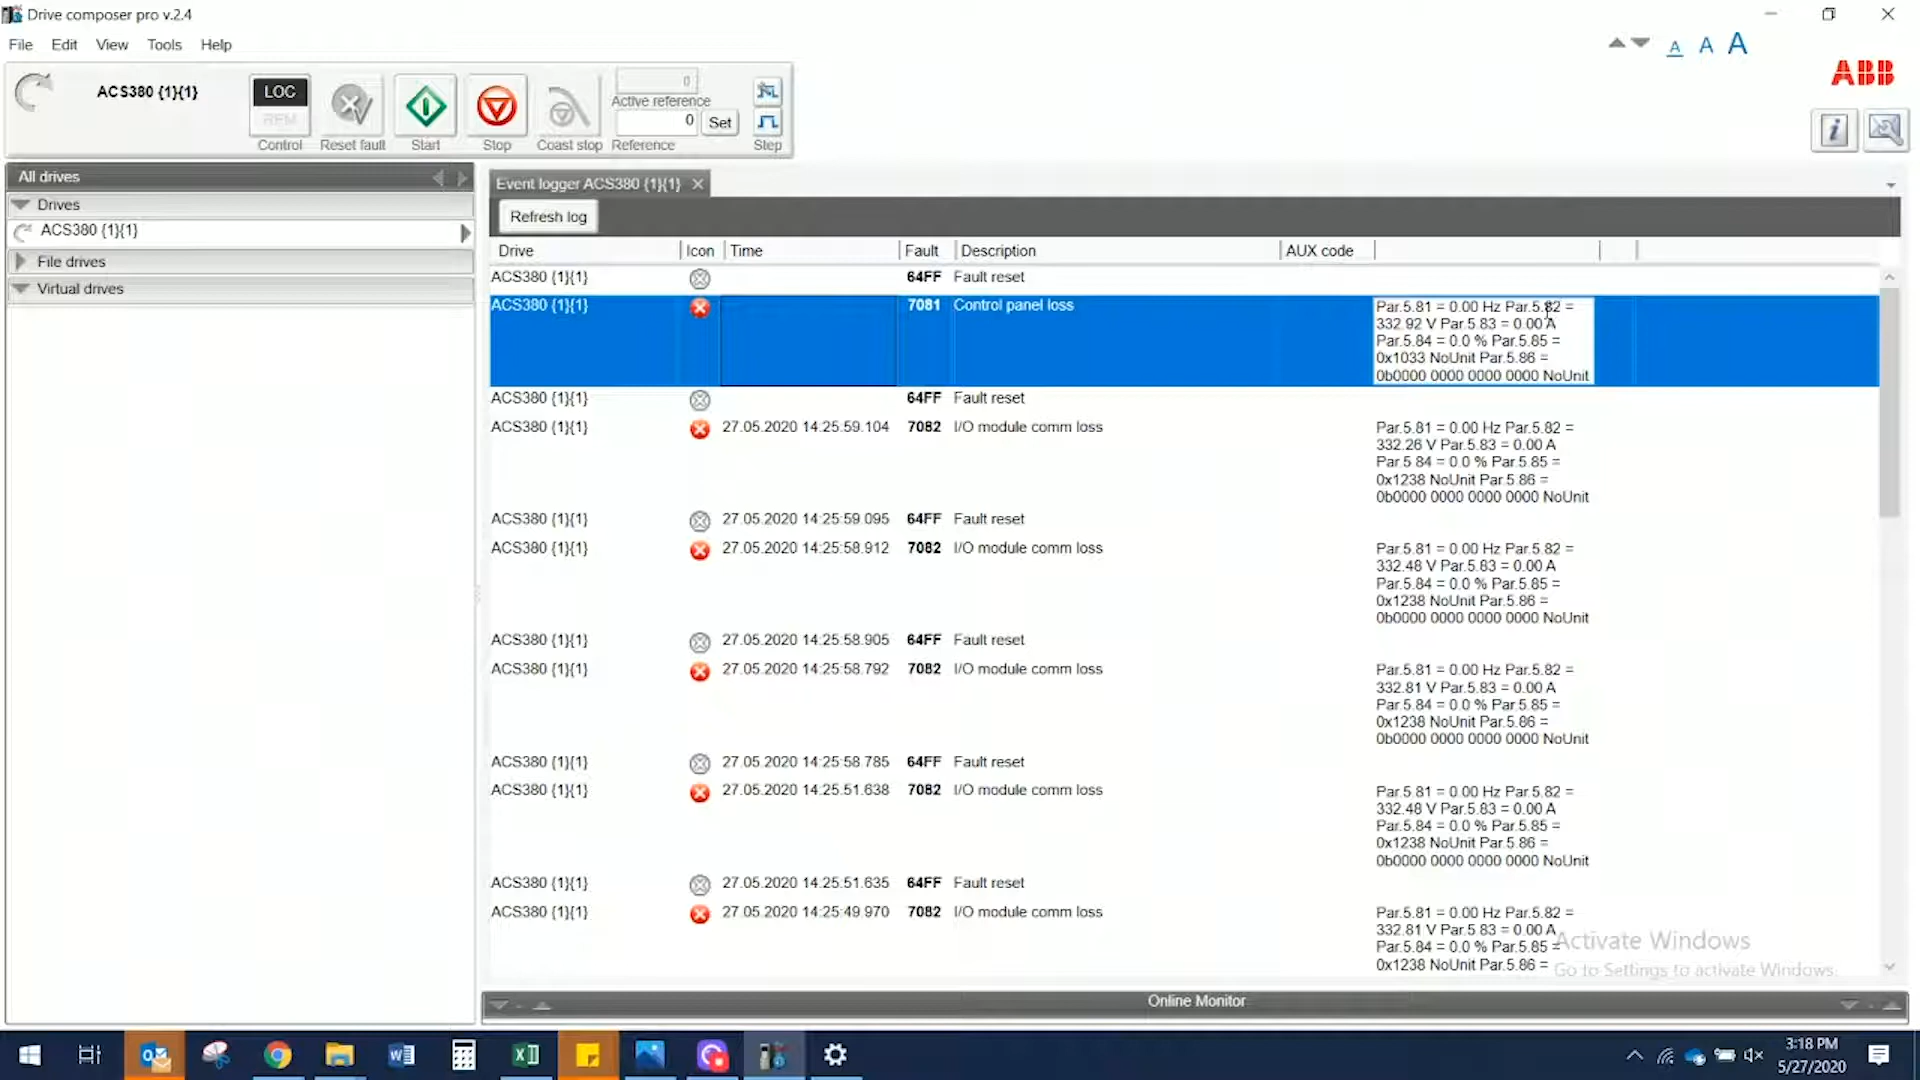 Drive composer pro v.2.4
File Edit View Tools Help
A A A
ABB
ACS380 {1}{1}
LOC
REM
Control Reset fault Start Stop Coast stop
0
Active reference
0 Set
Reference
Step
All drives
Drives
ACS380 {1}{1}
File drives
Virtual drives
Event logger ACS380 {1}{1}
Refresh log
Drive Icon Time Fault Description AUX code
ACS380 {1}{1} 64FF Fault reset
ACS380 {1}{1} 7081 Control panel loss Par.5.81 = 0.00 Hz Par.5.82 =
332.92 V Par.5.83 = 0.00 A
Par.5.84 = 0.0 % Par.5.85 =
0x1033 NoUnit Par.5.86 =
0b0000 0000 0000 0000 NoUnit
ACS380 {1}{1} 64FF Fault reset
ACS380 {1}{1} 27.05.2020 14:25:59.104 7082 I/O module comm loss Par.5.81 = 0.00 Hz Par.5.82 =
332.26 V Par.5.83 = 0.00 A
Par.5.84 = 0.0 % Par.5.85 =
0x1238 NoUnit Par.5.86 =
0b0000 0000 0000 0000 NoUnit
ACS380 {1}{1} 27.05.2020 14:25:59.095 64FF Fault reset
ACS380 {1}{1} 27.05.2020 14:25:58.912 7082 I/O module comm loss Par.5.81 = 0.00 Hz Par.5.82 =
332.48 V Par.5.83 = 0.00 A
Par.5.84 = 0.0 % Par.5.85 =
0x1238 NoUnit Par.5.86 =
0b0000 0000 0000 0000 NoUnit
ACS380 {1}{1} 27.05.2020 14:25:58.905 64FF Fault reset
ACS380 {1}{1} 27.05.2020 14:25:58.792 7082 I/O module comm loss Par.5.81 = 0.00 Hz Par.5.82 =
332.81 V Par.5.83 = 0.00 A
Par.5.84 = 0.0 % Par.5.85 =
0x1238 NoUnit Par.5.86 =
0b0000 0000 0000 0000 NoUnit
ACS380 {1}{1} 27.05.2020 14:25:58.785 64FF Fault reset
ACS380 {1}{1} 27.05.2020 14:25:51.638 7082 I/O module comm loss Par.5.81 = 0.00 Hz Par.5.82 =
332.48 V Par.5.83 = 0.00 A
Par.5.84 = 0.0 % Par.5.85 =
0x1238 NoUnit Par.5.86 =
0b0000 0000 0000 0000 NoUnit
ACS380 {1}{1} 27.05.2020 14:25:51.635 64FF Fault reset
ACS380 {1}{1} 27.05.2020 14:25:49.970 7082 I/O module comm loss Par.5.81 = 0.00 Hz Par.5.82 =
332.81 V Par.5.83 = 0.00 A
Par.5.84 = 0.0 % Par.5.85 =
0x1238 NoUnit Par.5.86 =
Activate Windows
Go to Settings to activate Windows.
Online Monitor
3:18 PM
5/27/2020